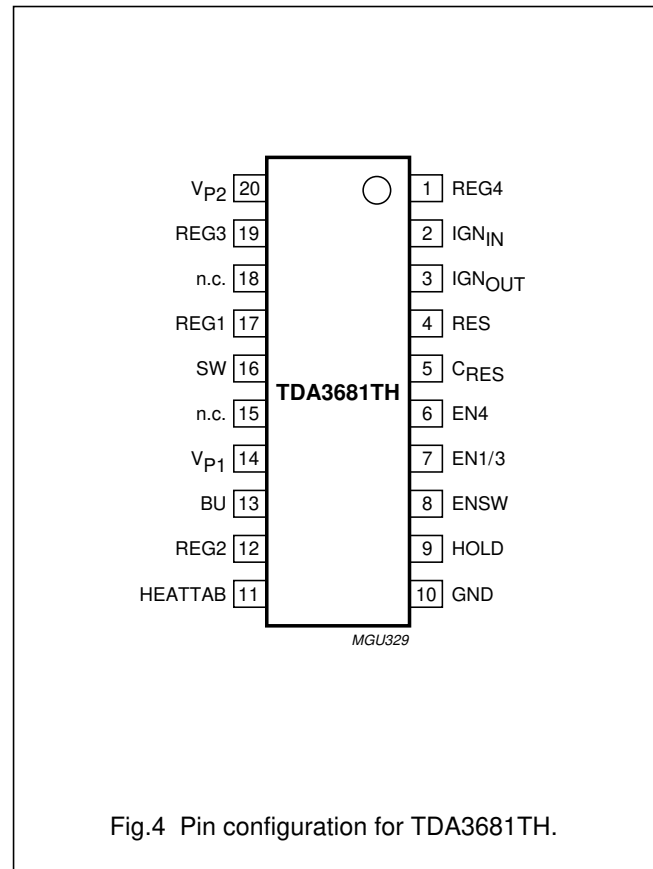 VP2 20 1 REG4
REG3 19 2 IGNIN
n.c. 18 3 IGNOUT
REG1 17 4 RES
SW 16 5 CRES
TDA3681TH
n.c. 15 6 EN4
VP1 14 7 EN1/3
BU 13 8 ENSW
REG2 12 9 HOLD
HEATTAB 11 10 GND
MGU329
Fig.4 Pin configuration for TDA3681TH.